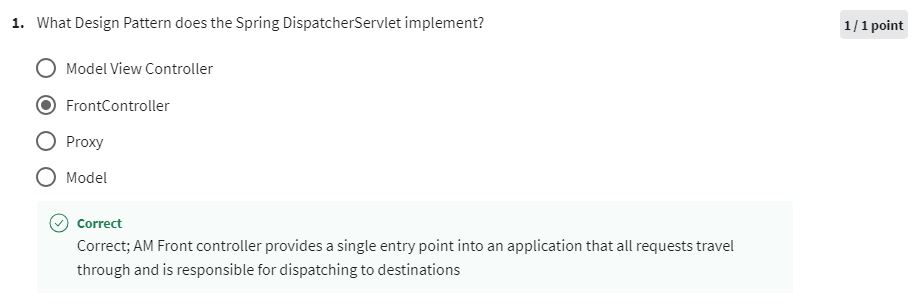 1. What Design Pattern does the Spring DispatcherServlet implement?
1 / 1 point
Model View Controller
FrontController
Proxy
Model
Correct
Correct; AM Front controller provides a single entry point into an application that all requests travel
through and is responsible for dispatching to destinations